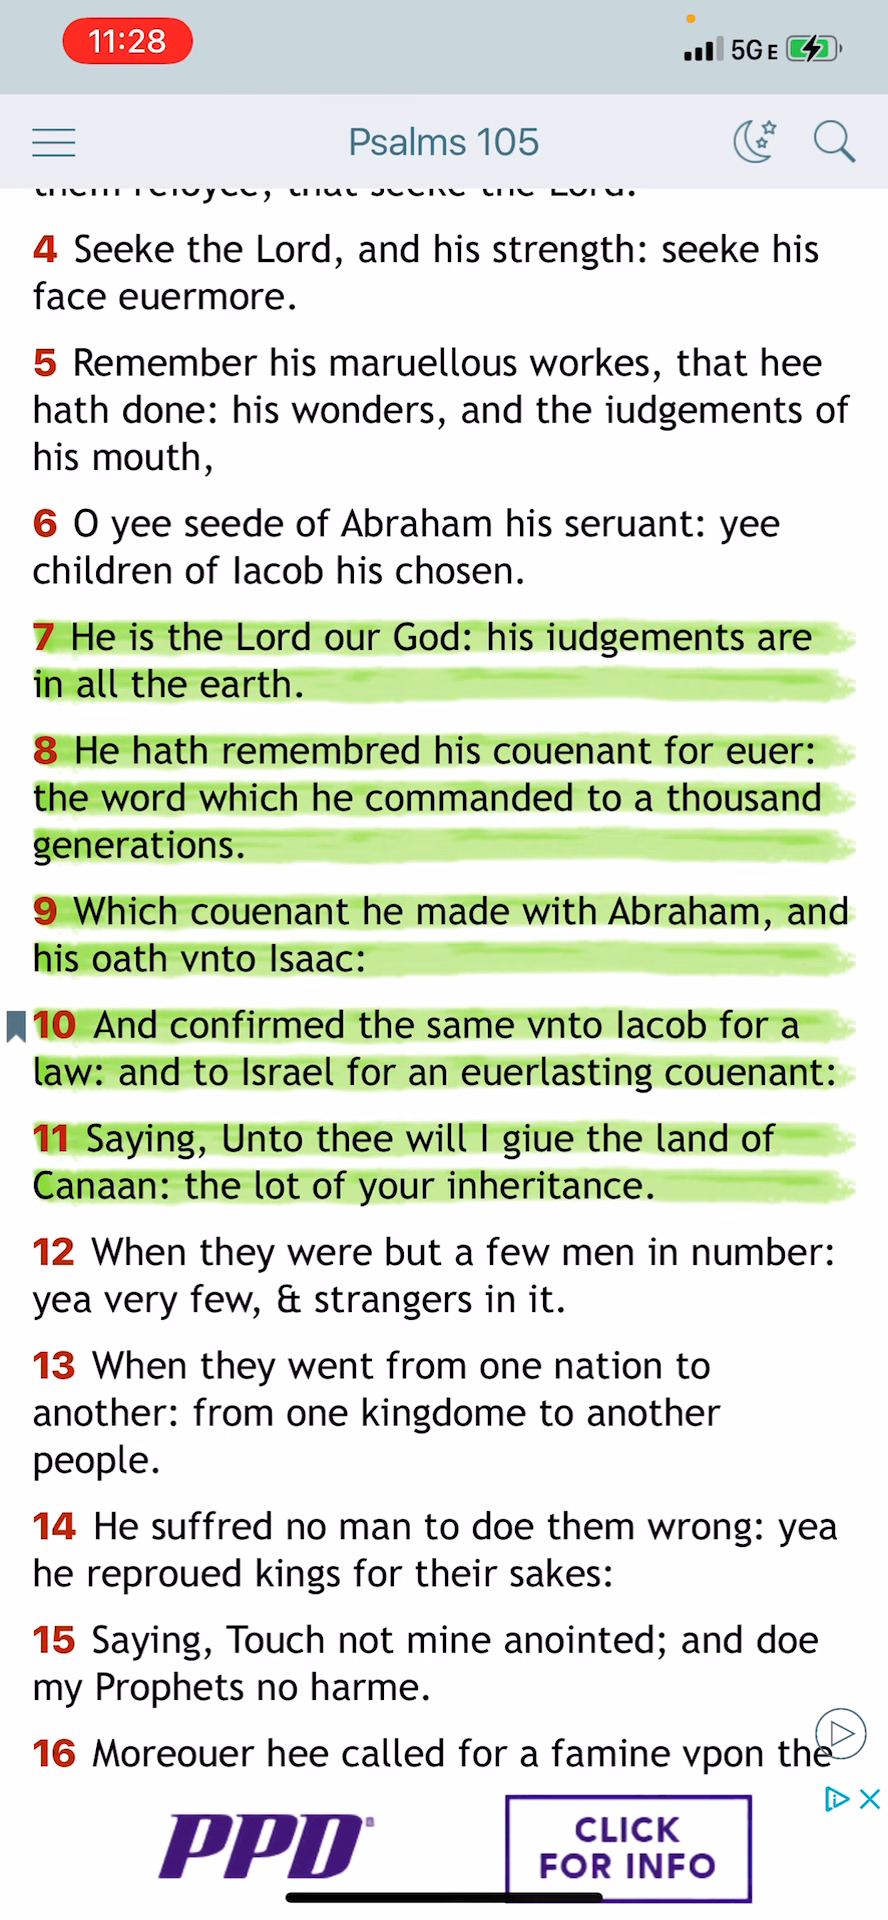 11:28
5G E
Psalms 105
them reioyce, that seeke the Lord.
4 Seeke the Lord, and his strength: seeke his
face euermore.
5 Remember his maruellous workes, that hee
hath done: his wonders, and the iudgements of
his mouth,
6 O yee seede of Abraham his seruant: yee
children of Iacob his chosen.
7 He is the Lord our God: his iudgements are
in all the earth.
8 He hath remembred his couenant for euer:
the word which he commanded to a thousand
generations.
9 Which couenant he made with Abraham, and
his oath vnto Isaac:
10 And confirmed the same vnto Iacob for a
law: and to Israel for an euerlasting couenant:
11 Saying, Unto thee will I giue the land of
Canaan: the lot of your inheritance.
12 When they were but a few men in number:
yea very few, & strangers in it.
13 When they went from one nation to
another: from one kingdome to another
people.
14 He suffred no man to doe them wrong: yea
he reproued kings for their sakes:
15 Saying, Touch not mine anointed; and doe
my Prophets no harme.
16 Moreouer hee called for a famine vpon the
PPD
CLICK
FOR INFO